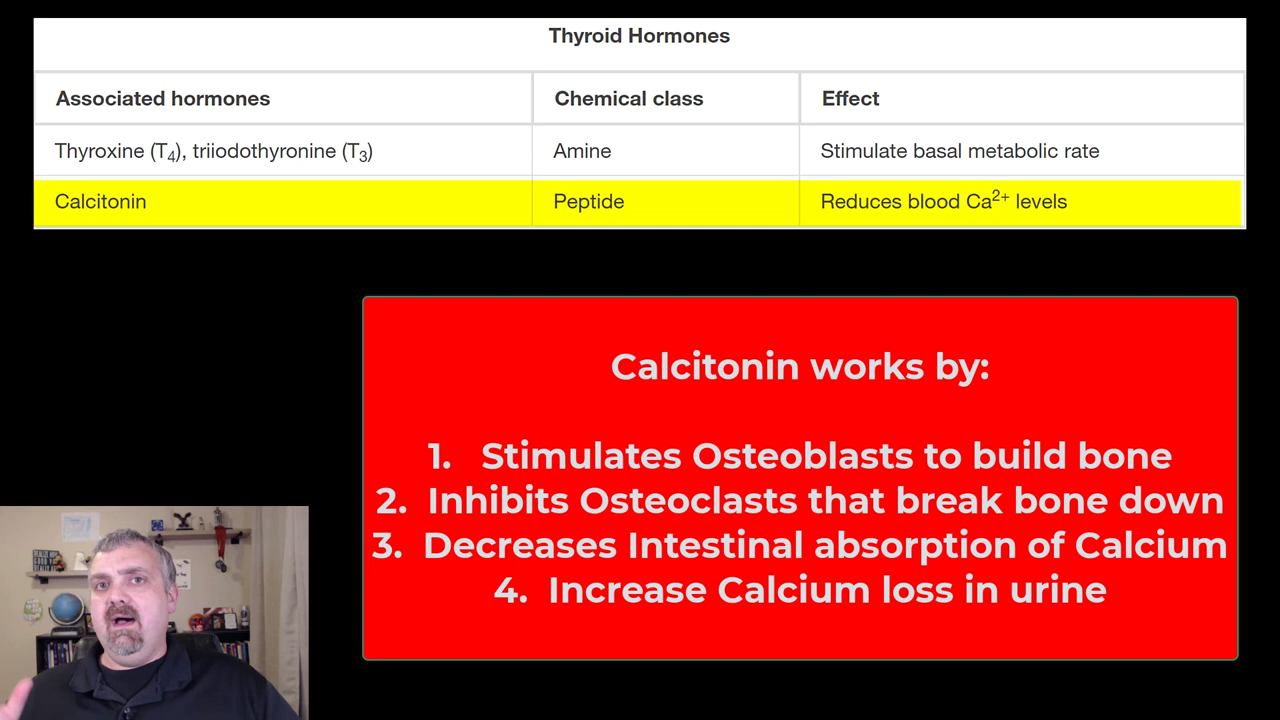 Thyroid Hormones
Associated hormones Chemical class Effect
Thyroxine (T4), triiodothyronine (T3) Amine Stimulate basal metabolic rate
Calcitonin Peptide Reduces blood Ca2+ levels
Calcitonin works by:
1. Stimulates Osteoblasts to build bone
2. Inhibits Osteoclasts that break bone down
3. Decreases Intestinal absorption of Calcium
4. Increase Calcium loss in urine